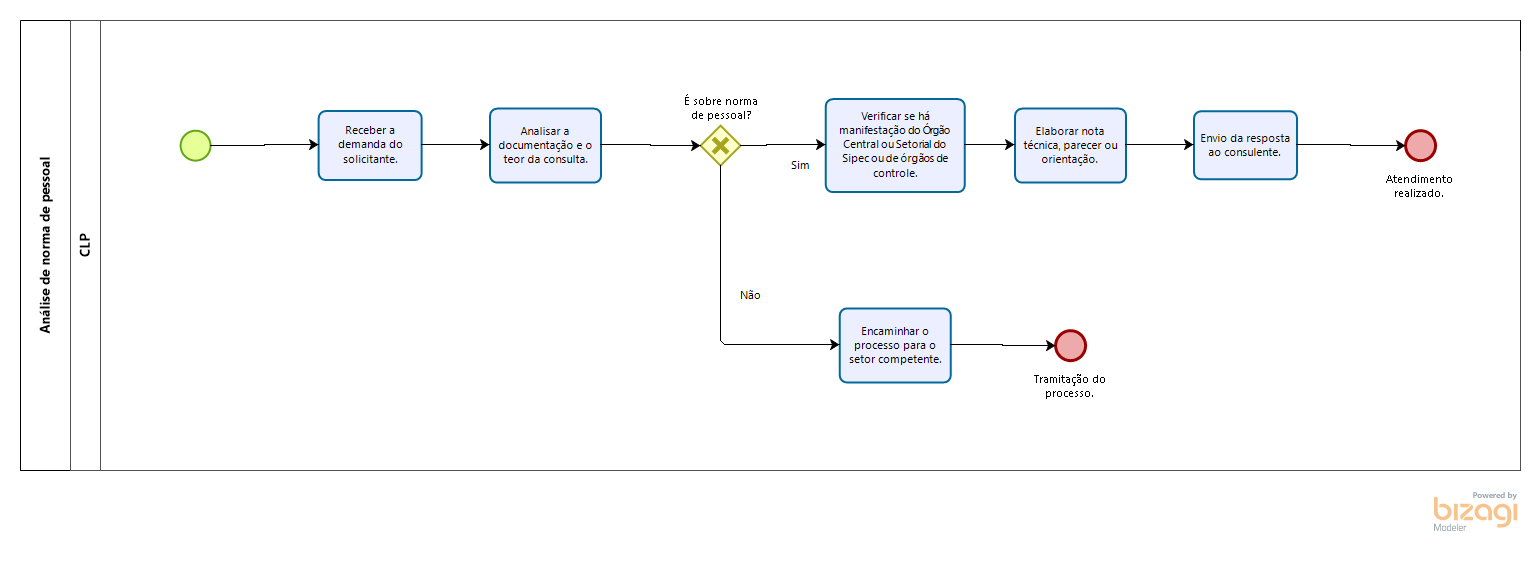 Análise de norma de pessoal
CLP
Receber a
demanda do
solicitante.
Analisar a
documentação e o
teor da consulta.
É sobre norma
de pessoal?
Sim
Verificar se há
manifestação do Órgão
Central ou Setorial do
Sipec ou de órgãos de
controle.
Elaborar nota
técnica, parecer ou
orientação.
Envio da resposta
ao consulente.
Atendimento
realizado.
Não
Encaminhar o
processo para o
setor competente.
Tramitação do
processo.
Powered by
bizagi
Modeler